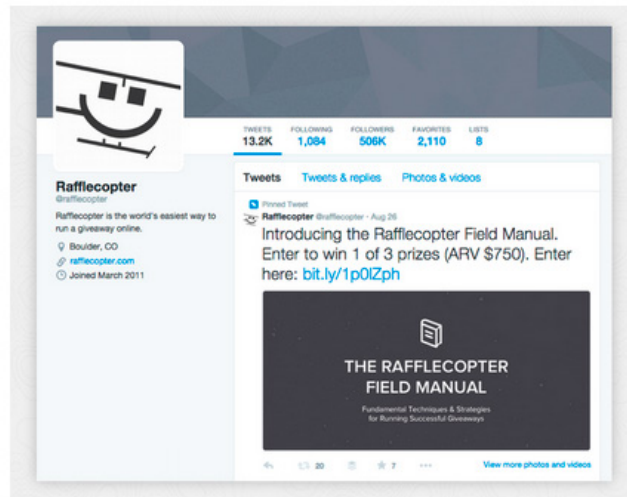 TWEETS FOLLOWING FOLLOWERS FAVORITES LISTS
13.2K 1,084 506K 2,110 8
Rafflecopter
@rafflecopter
Rafflecopter is the world's easiest way to
run a giveaway online.
Boulder, CO
rafflecopter.com
Joined March 2011
Tweets Tweets & replies Photos & videos
Pinned Tweet
Rafflecopter @rafflecopter · Aug 26
Introducing the Rafflecopter Field Manual.
Enter to win 1 of 3 prizes (ARV $750). Enter
here: bit.ly/1p0lZph
THE RAFFLECOPTER
FIELD MANUAL
Fundamental Techniques & Strategies
for Running Successful Giveaways
20 7 View more photos and videos